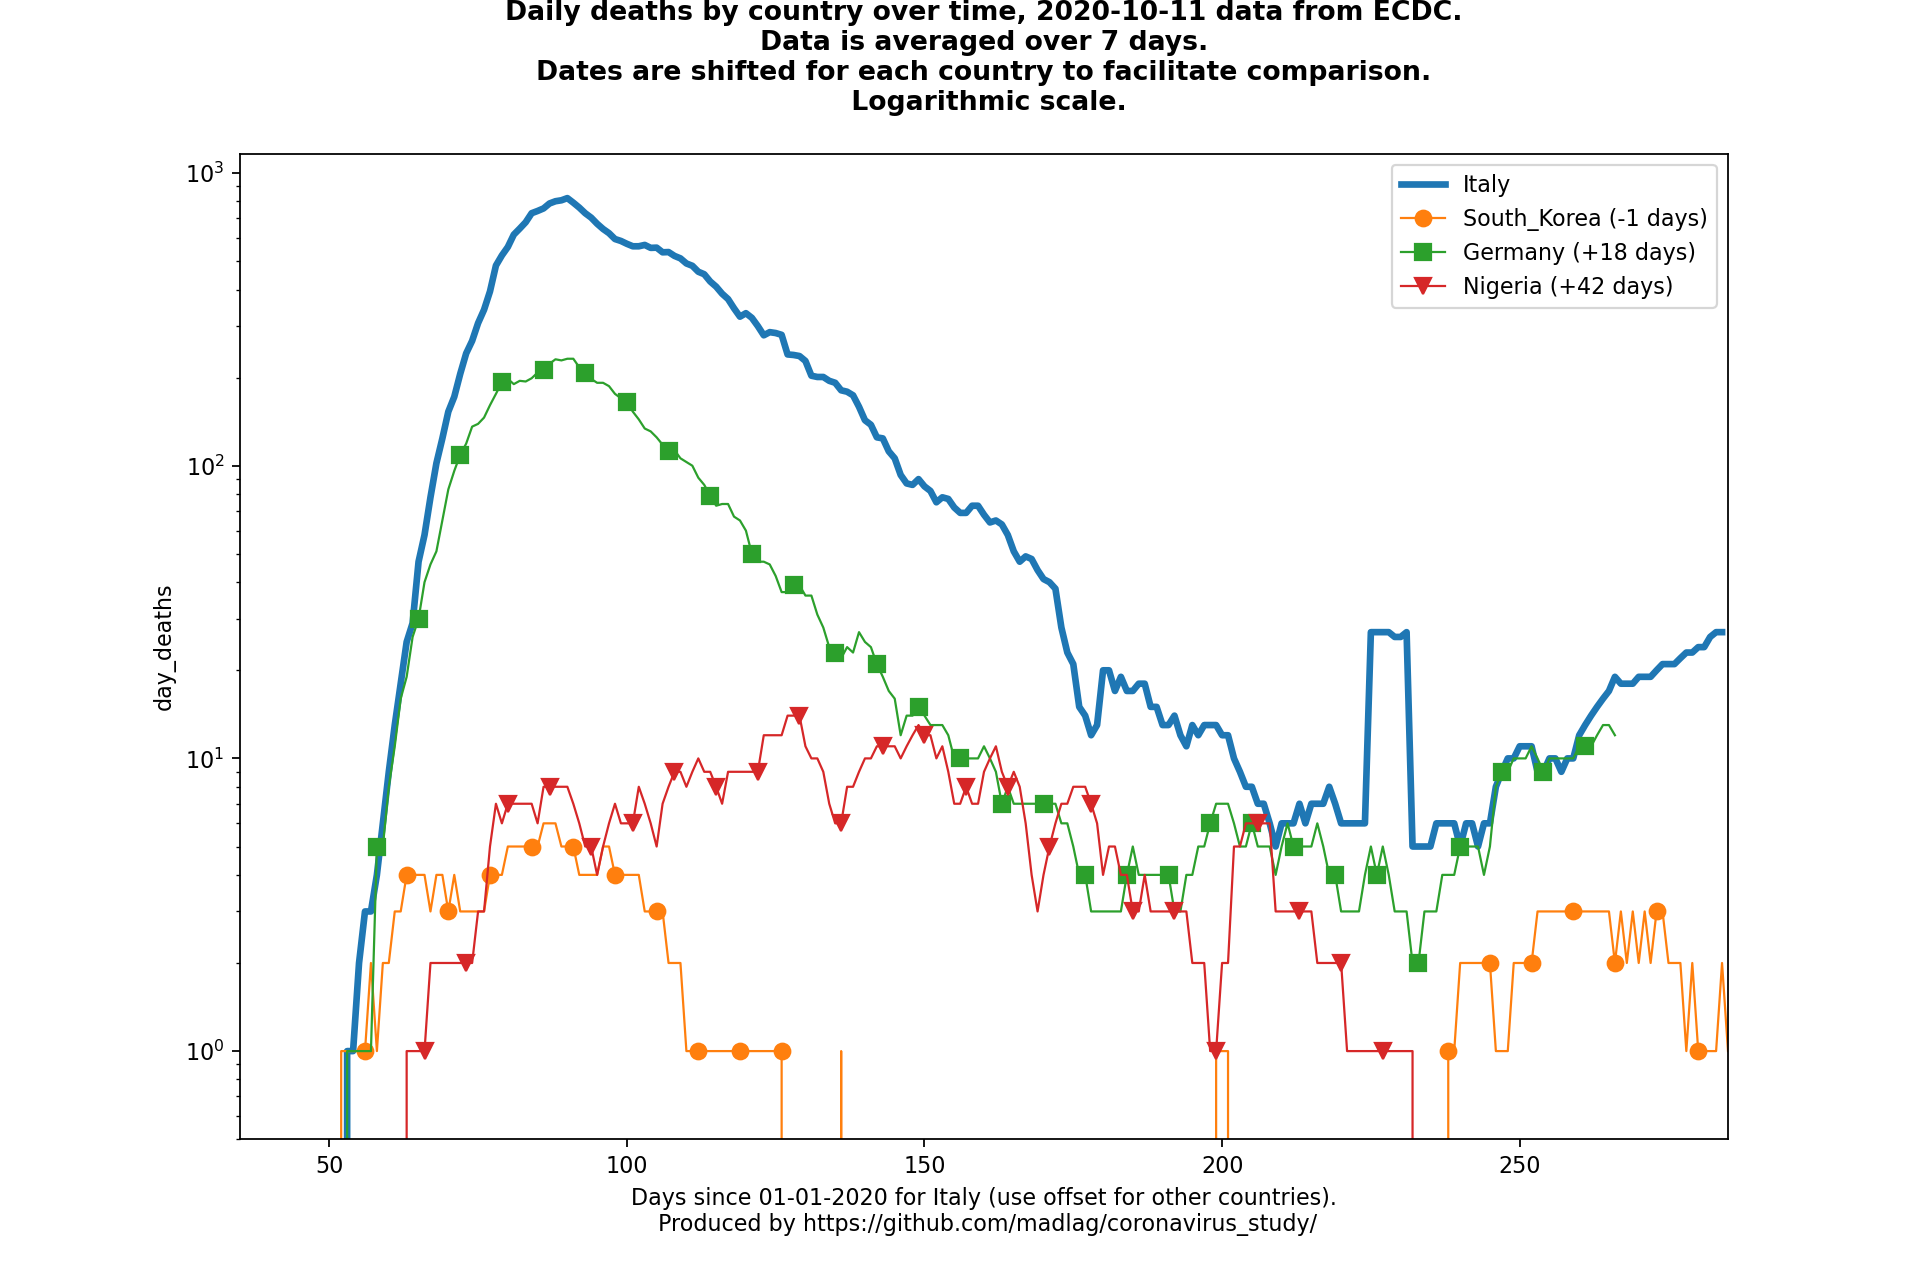 Daily deaths by country over time, 2020-10-11 data from ECDC.
Data is averaged over 7 days.
Dates are shifted for each country to facilitate comparison.
Logarithmic scale.
Italy
South_Korea (-1 days)
Germany (+18 days)
Nigeria (+42 days)
day_deaths
10³
10²
10¹
10⁰
50 100 150 200 250
Days since 01-01-2020 for Italy (use offset for other countries).
Produced by https://github.com/madlag/coronavirus_study/